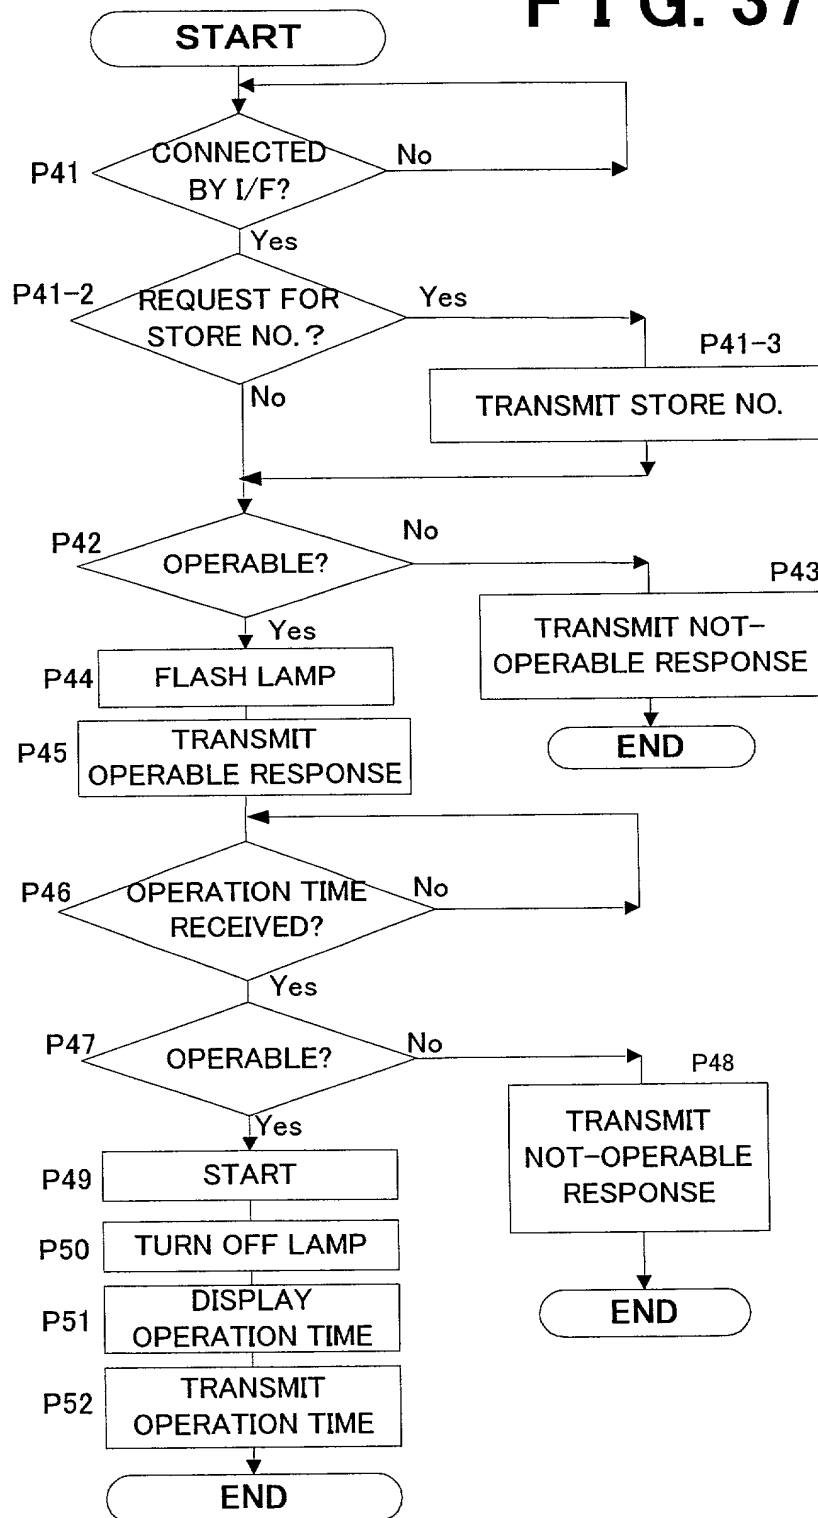 FIG. 37
START
CONNECTED
BY I/F?
P41
No
Yes
P41-2
REQUEST FOR
STORE NO.?
Yes
P41-3
TRANSMIT STORE NO.
No
P42
OPERABLE?
No
P43
TRANSMIT NOT-
OPERABLE RESPONSE
END
Yes
P44
FLASH LAMP
P45
TRANSMIT
OPERABLE RESPONSE
P46
OPERATION TIME
RECEIVED?
No
Yes
P47
OPERABLE?
No
P48
TRANSMIT
NOT-OPERABLE
RESPONSE
END
Yes
P49
START
P50
TURN OFF LAMP
P51
DISPLAY
OPERATION TIME
P52
TRANSMIT
OPERATION TIME
END